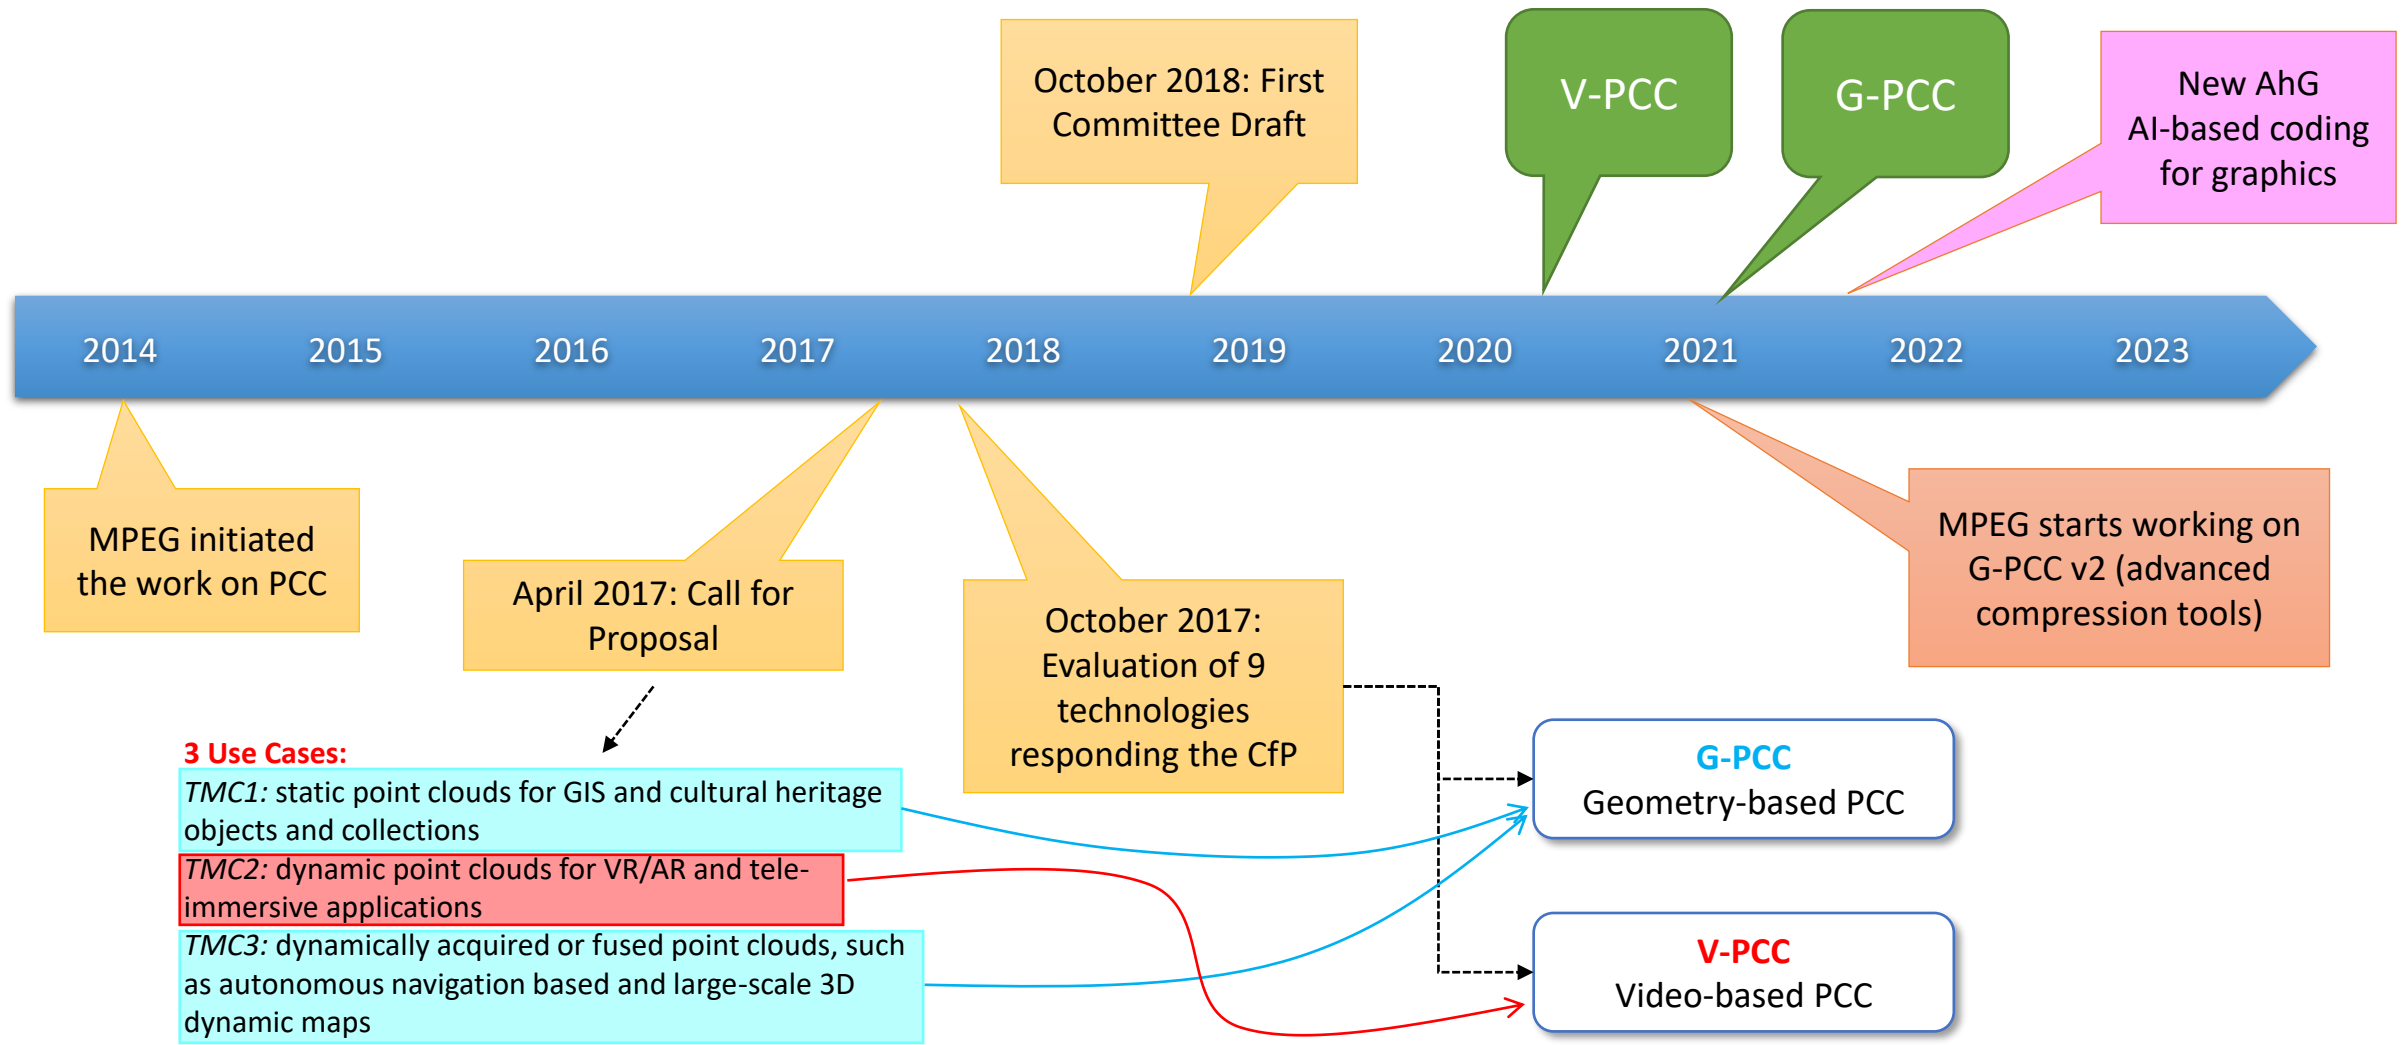 October 2018: First
Committee Draft
V-PCC
G-PCC
New AhG
AI-based coding
for graphics
2014
2015
2016
2017
2018
2019
2020
2021
2022
2023
MPEG initiated
the work on PCC
April 2017: Call for
Proposal
October 2017:
Evaluation of 9
technologies
responding the CfP
MPEG starts working on
G-PCC v2 (advanced
compression tools)
3 Use Cases:
TMC1: static point clouds for GIS and cultural heritage
objects and collections
TMC2: dynamic point clouds for VR/AR and tele-
immersive applications
TMC3: dynamically acquired or fused point clouds, such
as autonomous navigation based and large-scale 3D
dynamic maps
G-PCC
Geometry-based PCC
V-PCC
Video-based PCC